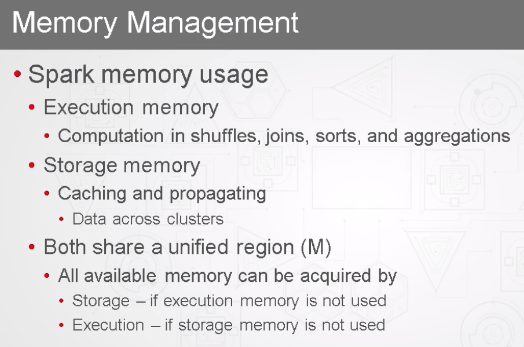 Memory Management
• Spark memory usage
• Execution memory
• Computation in shuffles, joins, sorts, and aggregations
• Storage memory
• Caching and propagating
• Data across clusters
• Both share a unified region (M)
• All available memory can be acquired by
• Storage – if execution memory is not used
• Execution – if storage memory is not used